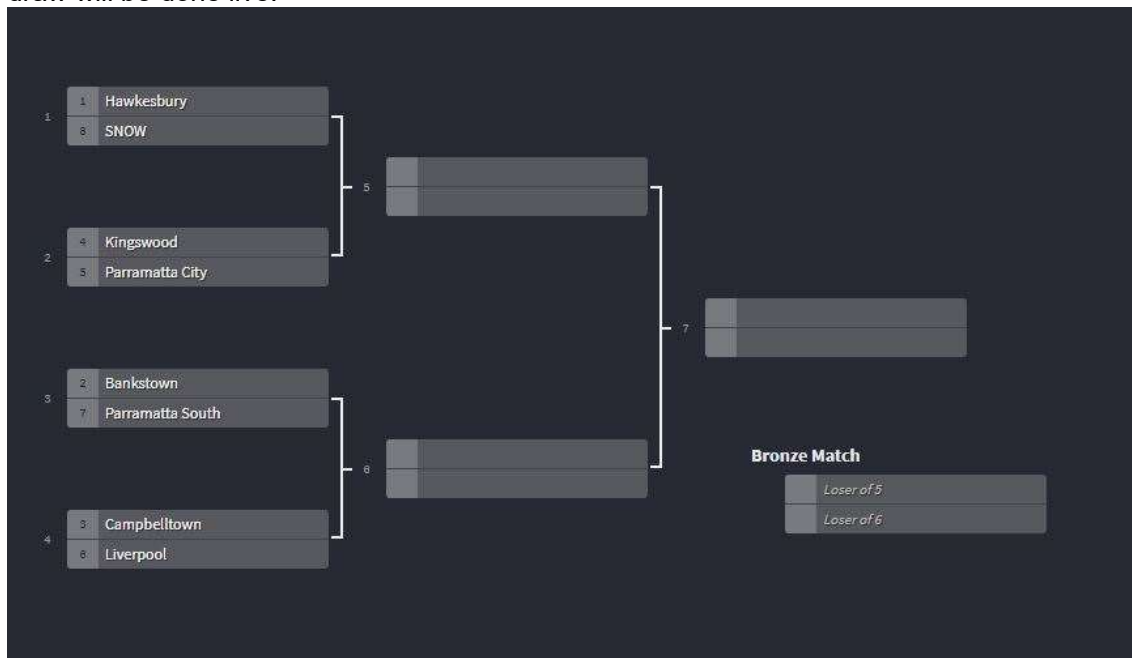 1
1 Hawkesbury
8 SNOW
5
2
4 Kingswood
5 Parramatta City
7
3
2 Bankstown
7 Parramatta South
6
Bronze Match
Loser of 5
Loser of 6
4
3 Campbelltown
6 Liverpool